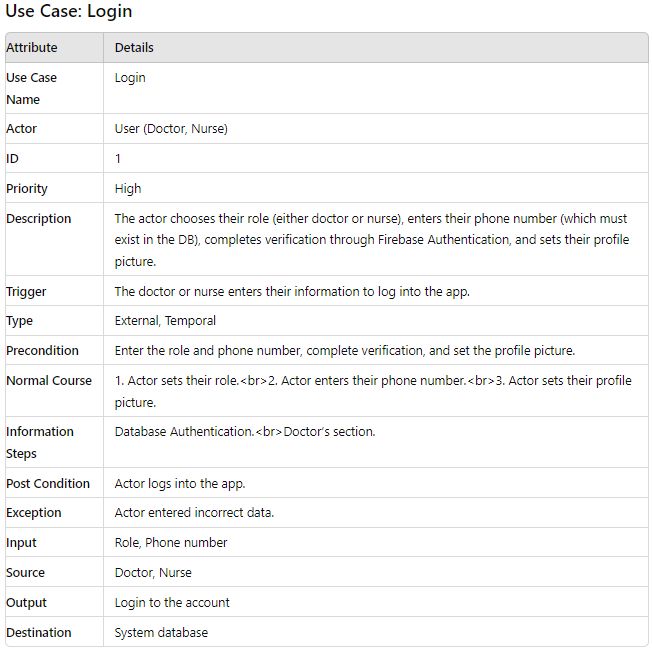 Use Case: Login
Attribute Details
Use Case Login
Name
Actor User (Doctor, Nurse)
ID 1
Priority High
Description The actor chooses their role (either doctor or nurse), enters their phone number (which must
exist in the DB), completes verification through Firebase Authentication, and sets their profile
picture.
Trigger The doctor or nurse enters their information to log into the app.
Type External, Temporal
Precondition Enter the role and phone number, complete verification, and set the profile picture.
Normal Course 1. Actor sets their role.<br>2. Actor enters their phone number.<br>3. Actor sets their profile
picture.
Information Database Authentication.<br>Doctor's section.
Steps
Post Condition Actor logs into the app.
Exception Actor entered incorrect data.
Input Role, Phone number
Source Doctor, Nurse
Output Login to the account
Destination System database